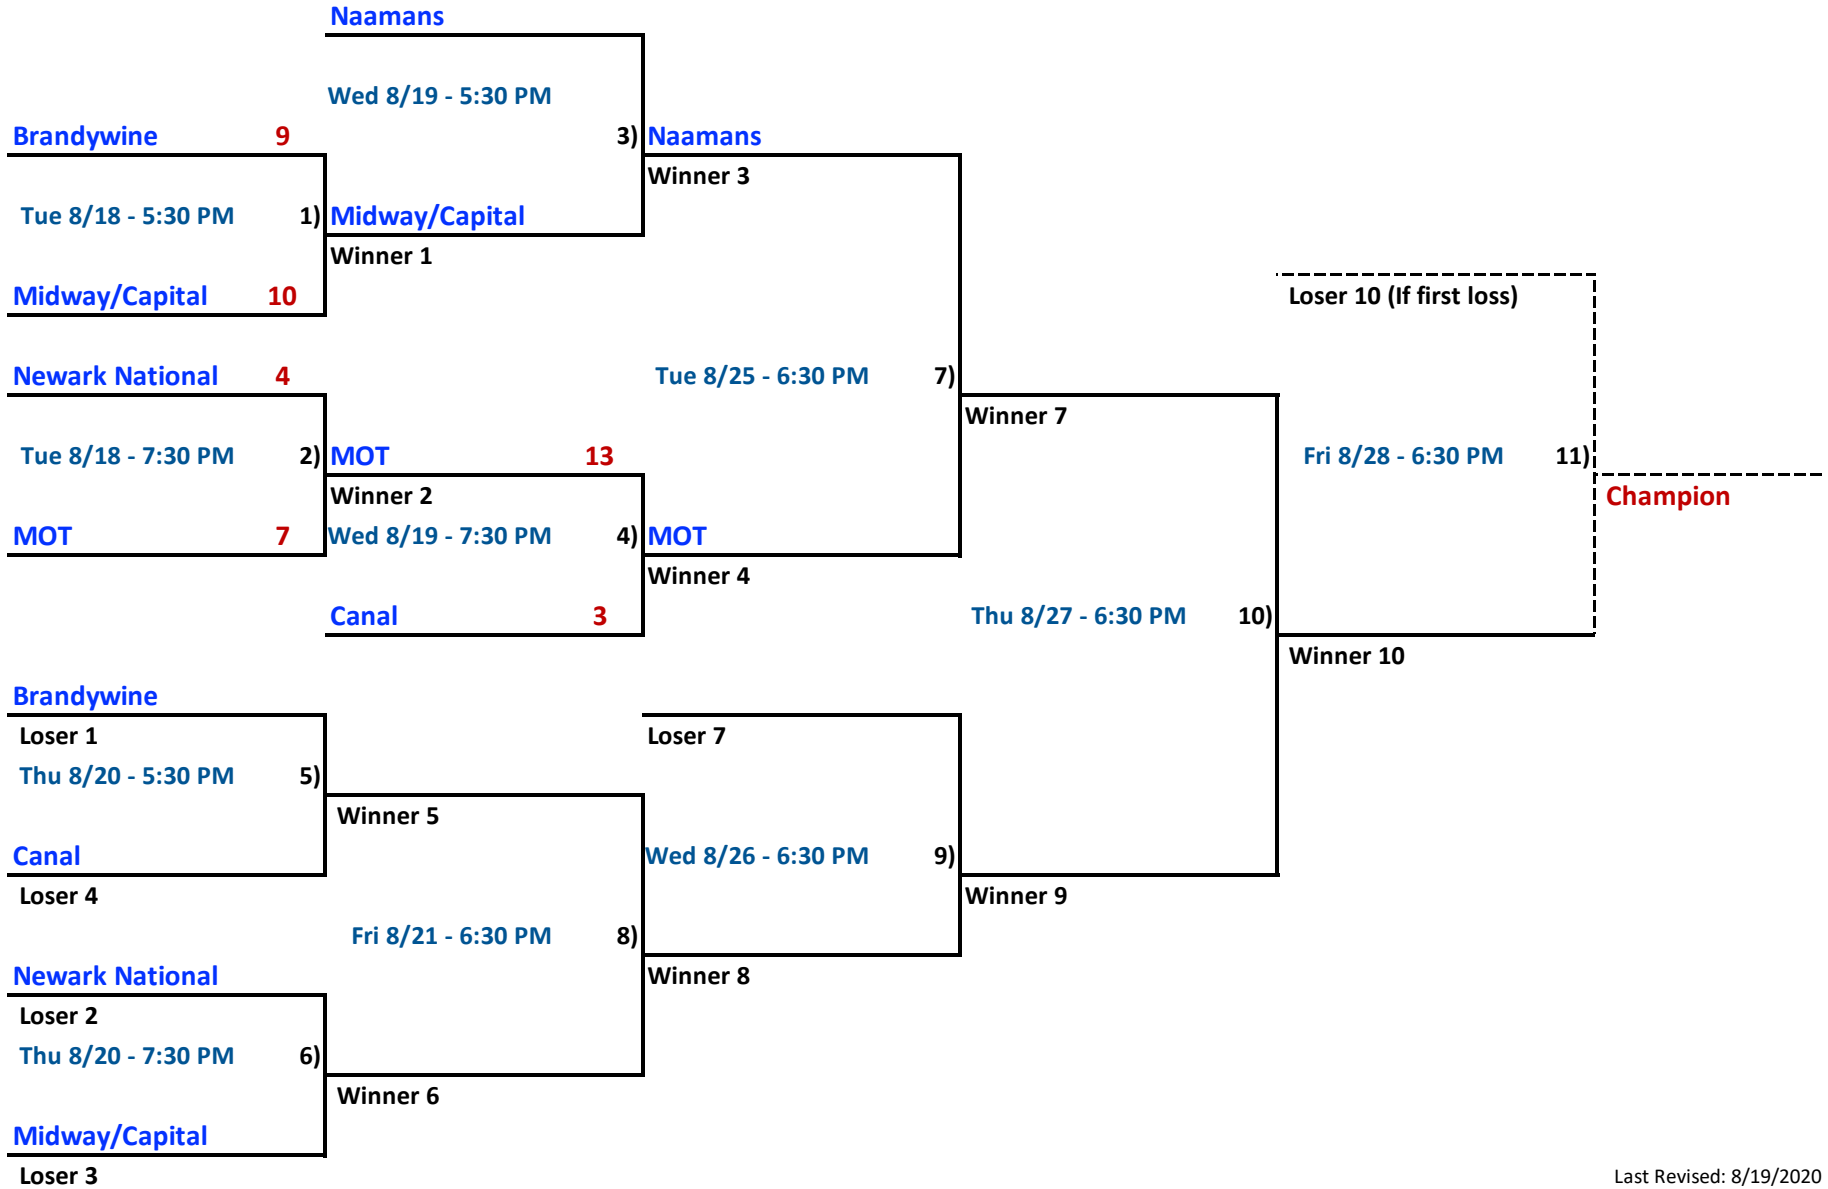 Naamans
Wed 8/19 - 5:30 PM
Brandywine 9
3) Naamans
Winner 3
Tue 8/18 - 5:30 PM 1) Midway/Capital
Winner 1
Midway/Capital 10
Loser 10 (If first loss)
Newark National 4
Tue 8/25 - 6:30 PM 7)
Winner 7
Tue 8/18 - 7:30 PM 2) MOT 13
Fri 8/28 - 6:30 PM 11)
Winner 2
Champion
MOT 7
Wed 8/19 - 7:30 PM 4) MOT
Winner 4
Canal 3
Thu 8/27 - 6:30 PM 10)
Winner 10
Brandywine
Loser 1
Loser 7
Thu 8/20 - 5:30 PM 5)
Winner 5
Canal
Wed 8/26 - 6:30 PM 9)
Loser 4
Winner 9
Fri 8/21 - 6:30 PM 8)
Newark National
Winner 8
Loser 2
Thu 8/20 - 7:30 PM 6)
Winner 6
Midway/Capital
Loser 3
Last Revised: 8/19/2020